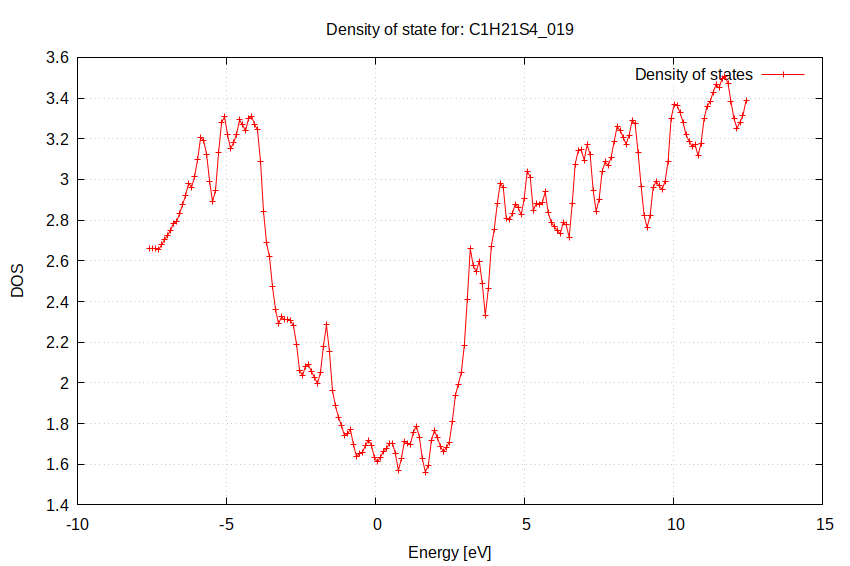 Density of state for: C1H21S4_019
Density of states
3.6
3.4
3.2
3
2.8
2.6
2.4
2.2
2
1.8
1.6
1.4
DOS
-10 -5 0 5 10 15
Energy [eV]